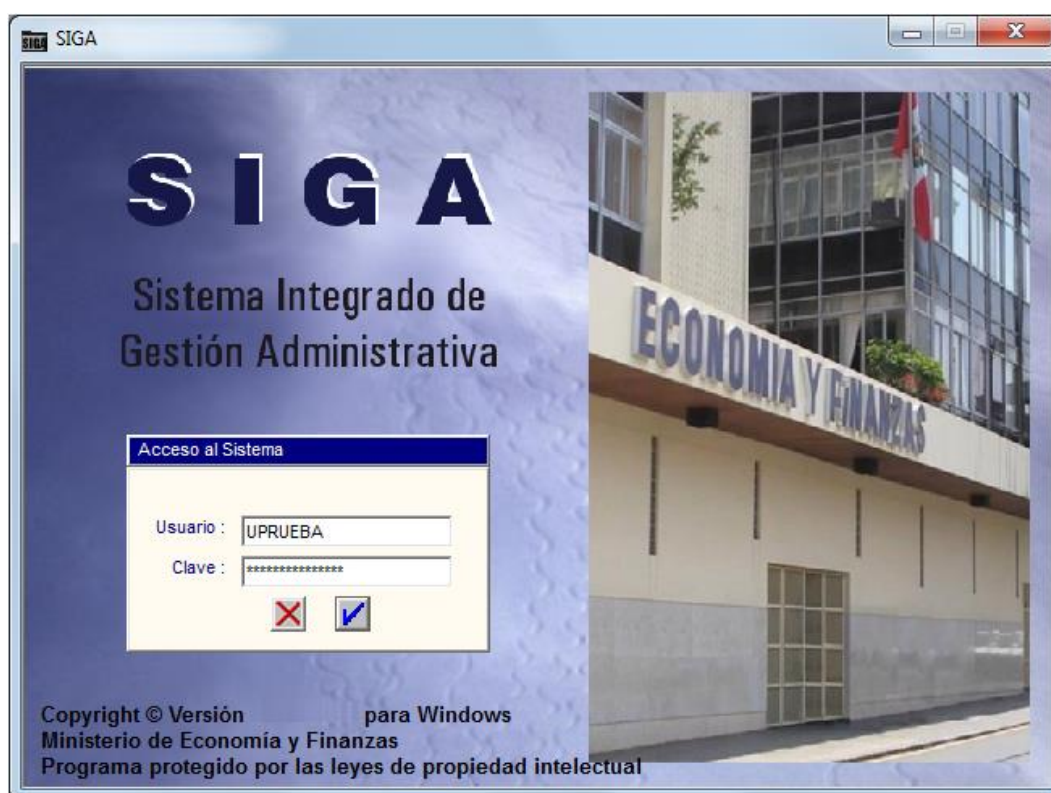 SIGA
SIGA
S I G A
Sistema Integrado de
Gestión Administrativa
ECONOMIA Y FINANZAS
Acceso al Sistema
Usuario : UPRUEBA
Clave : ***************
Copyright © Versión para Windows
Ministerio de Economía y Finanzas
Programa protegido por las leyes de propiedad intelectual